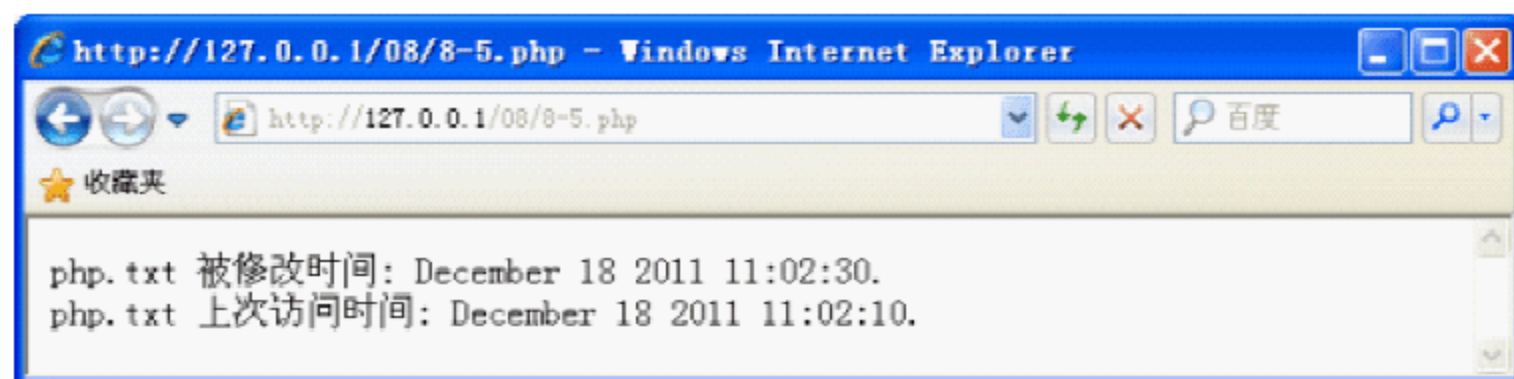 http://127.0.0.1/08/8-5.php - Windows Internet Explorer
http://127.0.0.1/08/8-5.php
百度
收藏夹
php.txt 被修改时间: December 18 2011 11:02:30.
php.txt 上次访问时间: December 18 2011 11:02:10.